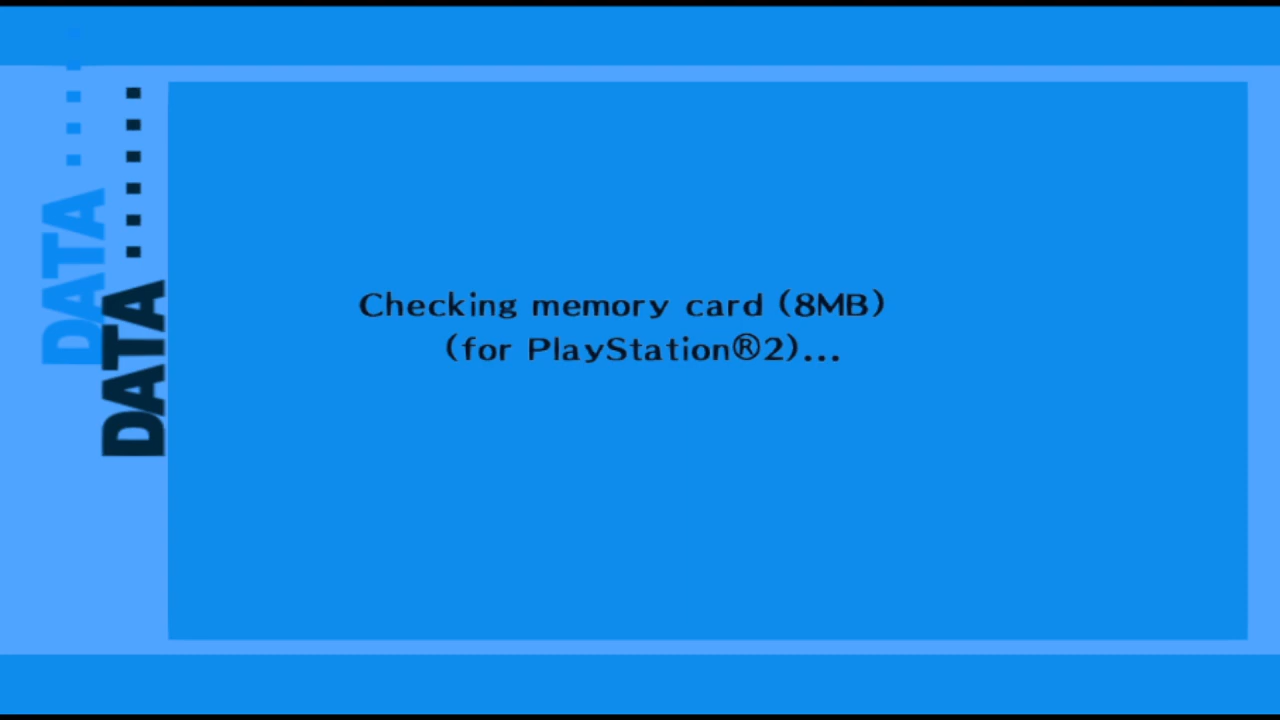 DATA ......
DATA .....
Checking memory card (8MB)
(for PlayStation®2)...